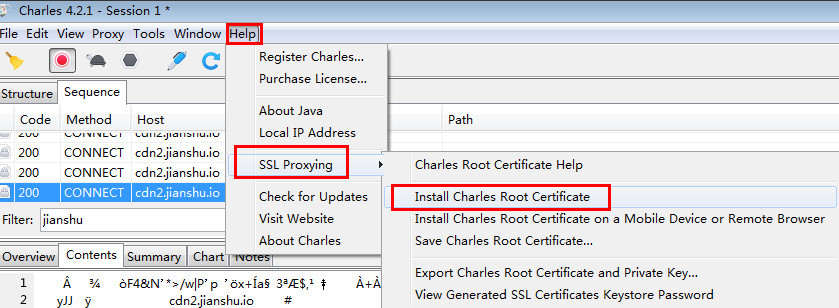 Charles 4.2.1 - Session 1 *
File Edit View Proxy Tools Window Help
Register Charles...
Purchase License...
About Java
Local IP Address
SSL Proxying
Check for Updates
Visit Website
About Charles
Charles Root Certificate Help
Install Charles Root Certificate
Install Charles Root Certificate on a Mobile Device or Remote Browser
Save Charles Root Certificate...
Export Charles Root Certificate and Private Key...
View Generated SSL Certificates Keystore Password
Structure Sequence
Code Method Host Path
200 CONNECT cdn2.jianshu.io
200 CONNECT cdn2.jianshu.io
200 CONNECT cdn2.jianshu.io
200 CONNECT cdn2.jianshu.io
Filter: jianshu
Overview Contents Summary Chart Notes
1 Â ¾ òF4&N'*>/w|P'p 'öx+Ía§ 3ªÆ$,¹ ‡ À+À
2 yJJ ÿ cdn2.jianshu.io #